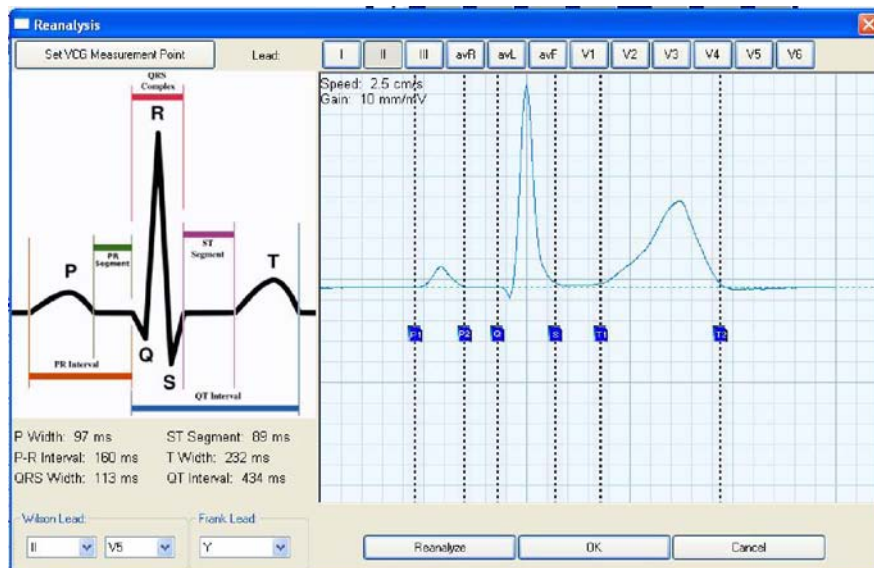 Reanalysis
Set VCG Measurement Point Lead: I II III avR avL avF V1 V2 V3 V4 V5 V6
QRS
Complex
R
P
PR
Segment
ST
Segment
T
Q
S
PR Interval
QT Interval
Speed: 2.5 cm/s
Gain: 10 mm/mV
P1 P2 Q S T1 T2
P Width: 97 ms ST Segment: 89 ms
P-R Interval: 160 ms T Width: 232 ms
QRS Width: 113 ms QT Interval: 434 ms
Wilson Lead: Frank Lead:
II V5 Y Reanalyze OK Cancel